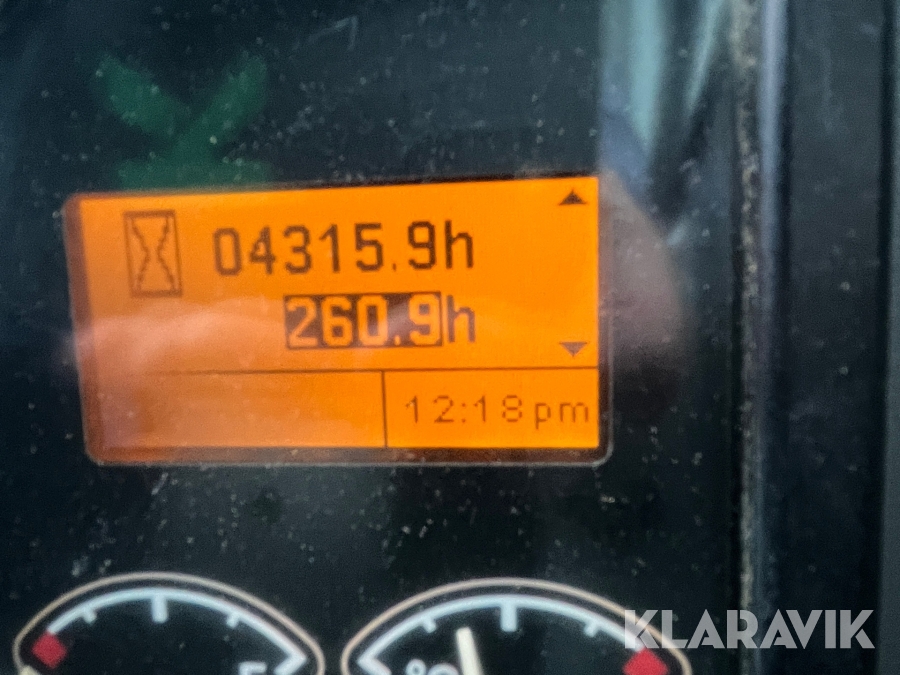 04315.9h
260.9h
12:18pm
E
°C
KLARAVIK